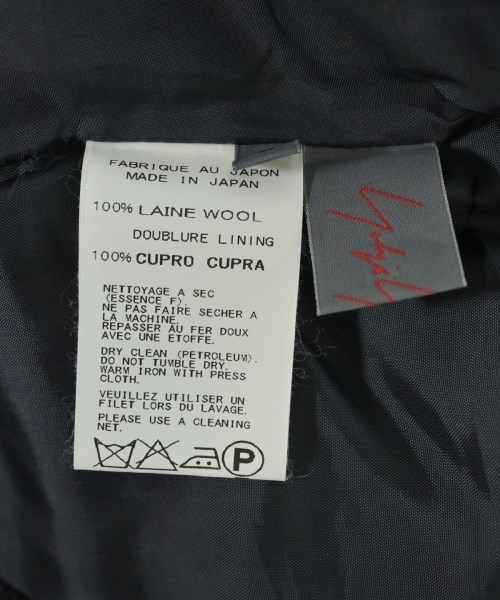 FABRIQUE AU JAPON
MADE IN JAPAN
100% LAINE WOOL
DOUBLURE LINING
100% CUPRO CUPRA
NETTOYAGE A SEC
(ESSENCE F).
NE PAS FAIRE SECHER A
LA MACHINE.
REPASSER AU FER DOUX
AVEC UNE ETOFFE.
DRY CLEAN (PETROLEUM).
DO NOT TUMBLE DRY.
WARM IRON WITH PRESS
CLOTH.
VEUILLEZ UTILISER UN
FILET LORS DU LAVAGE.
PLEASE USE A CLEANING
NET.
P